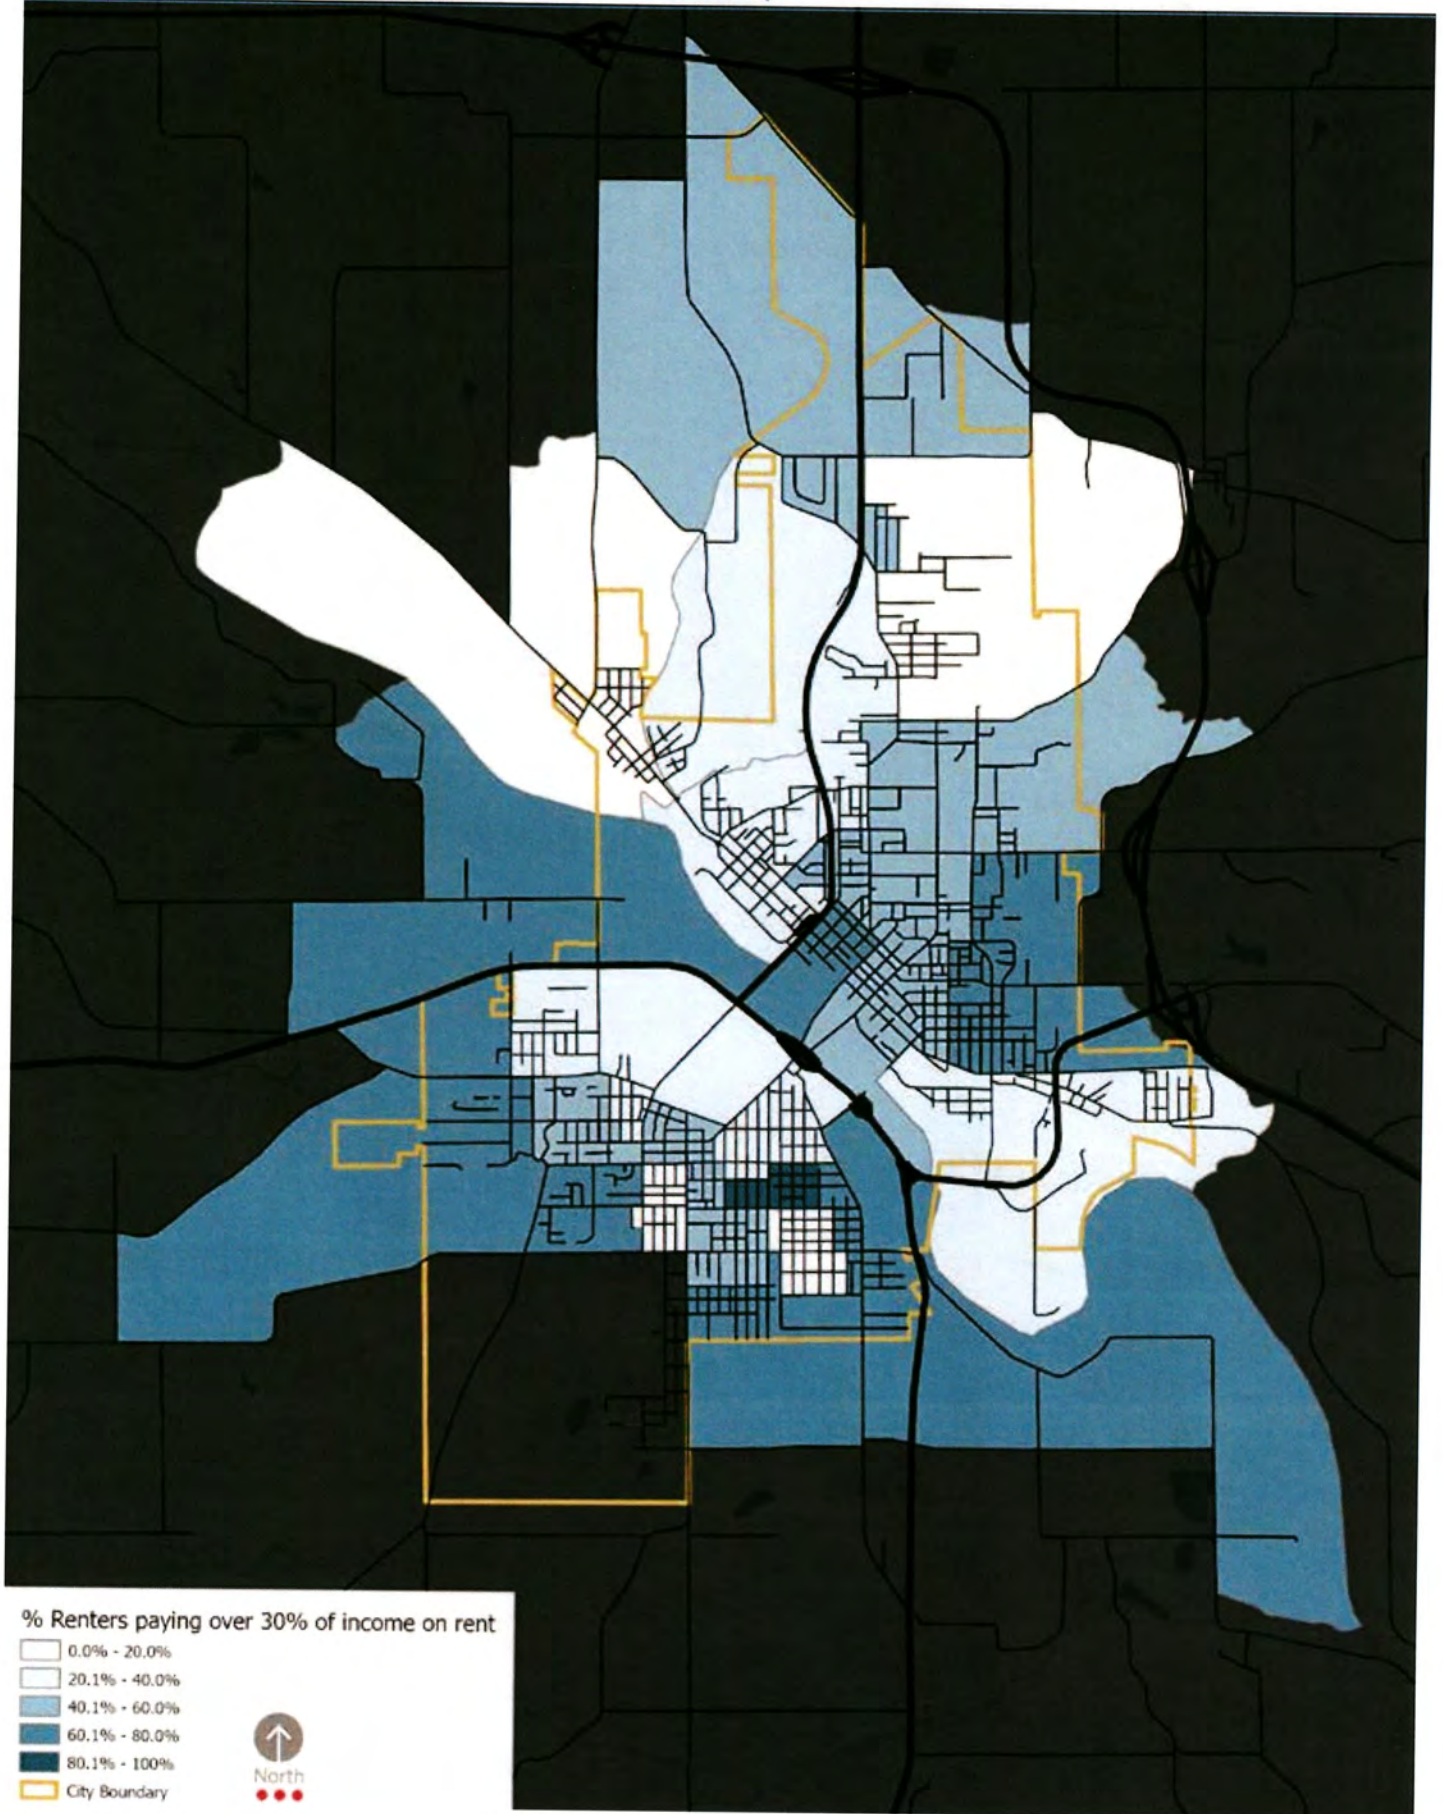 % Renters paying over 30% of income on rent
0.0% - 20.0%
20.1% - 40.0%
40.1% - 60.0%
60.1% - 80.0%
80.1% - 100%
City Boundary
North